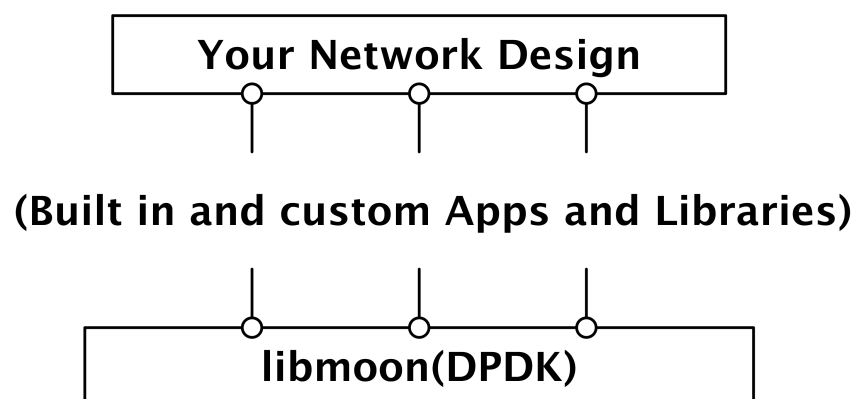 Your Network Design
(Built in and custom Apps and Libraries)
libmoon(DPDK)